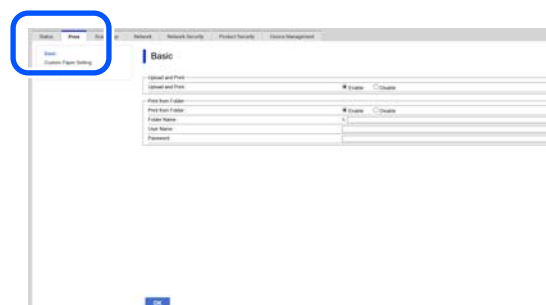 Status Print Network Network Security Product Security Device Management
Basic
Custom Paper Setting
Basic
Upload and Print
Upload and Print Enable Disable
Print from Folder
Print from Folder Enable Disable
Folder Name
User Name
Password
OK